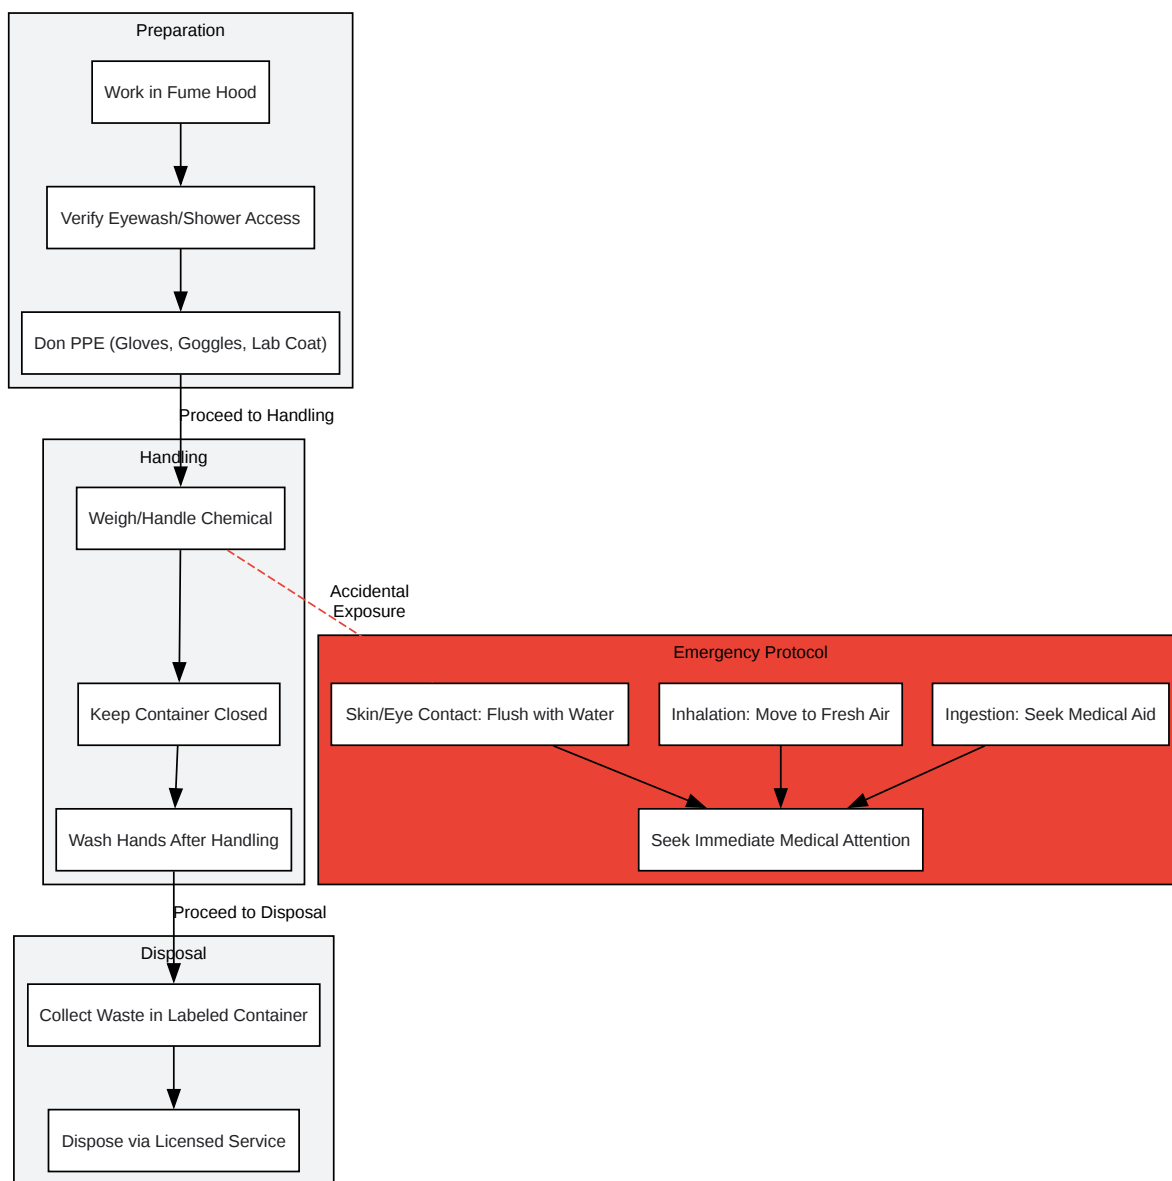 Preparation
Work in Fume Hood
Verify Eyewash/Shower Access
Don PPE (Gloves, Goggles, Lab Coat)
Proceed to Handling
Handling
Weigh/Handle Chemical
Accidental
Exposure
Emergency Protocol
Keep Container Closed
Skin/Eye Contact: Flush with Water
Inhalation: Move to Fresh Air
Ingestion: Seek Medical Aid
Wash Hands After Handling
Seek Immediate Medical Attention
Proceed to Disposal
Disposal
Collect Waste in Labeled Container
Dispose via Licensed Service